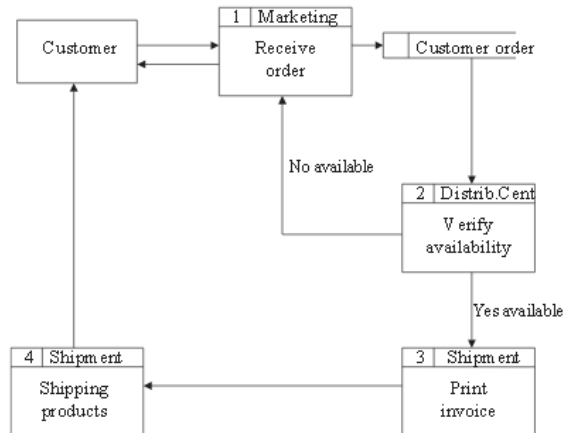 1 Marketing
Customer
Receive
order
Customer order
No available
2 Distrib.Cent
Verify
availability
Yes available
4 Shipment
Shipping
products
3 Shipment
Print
invoice